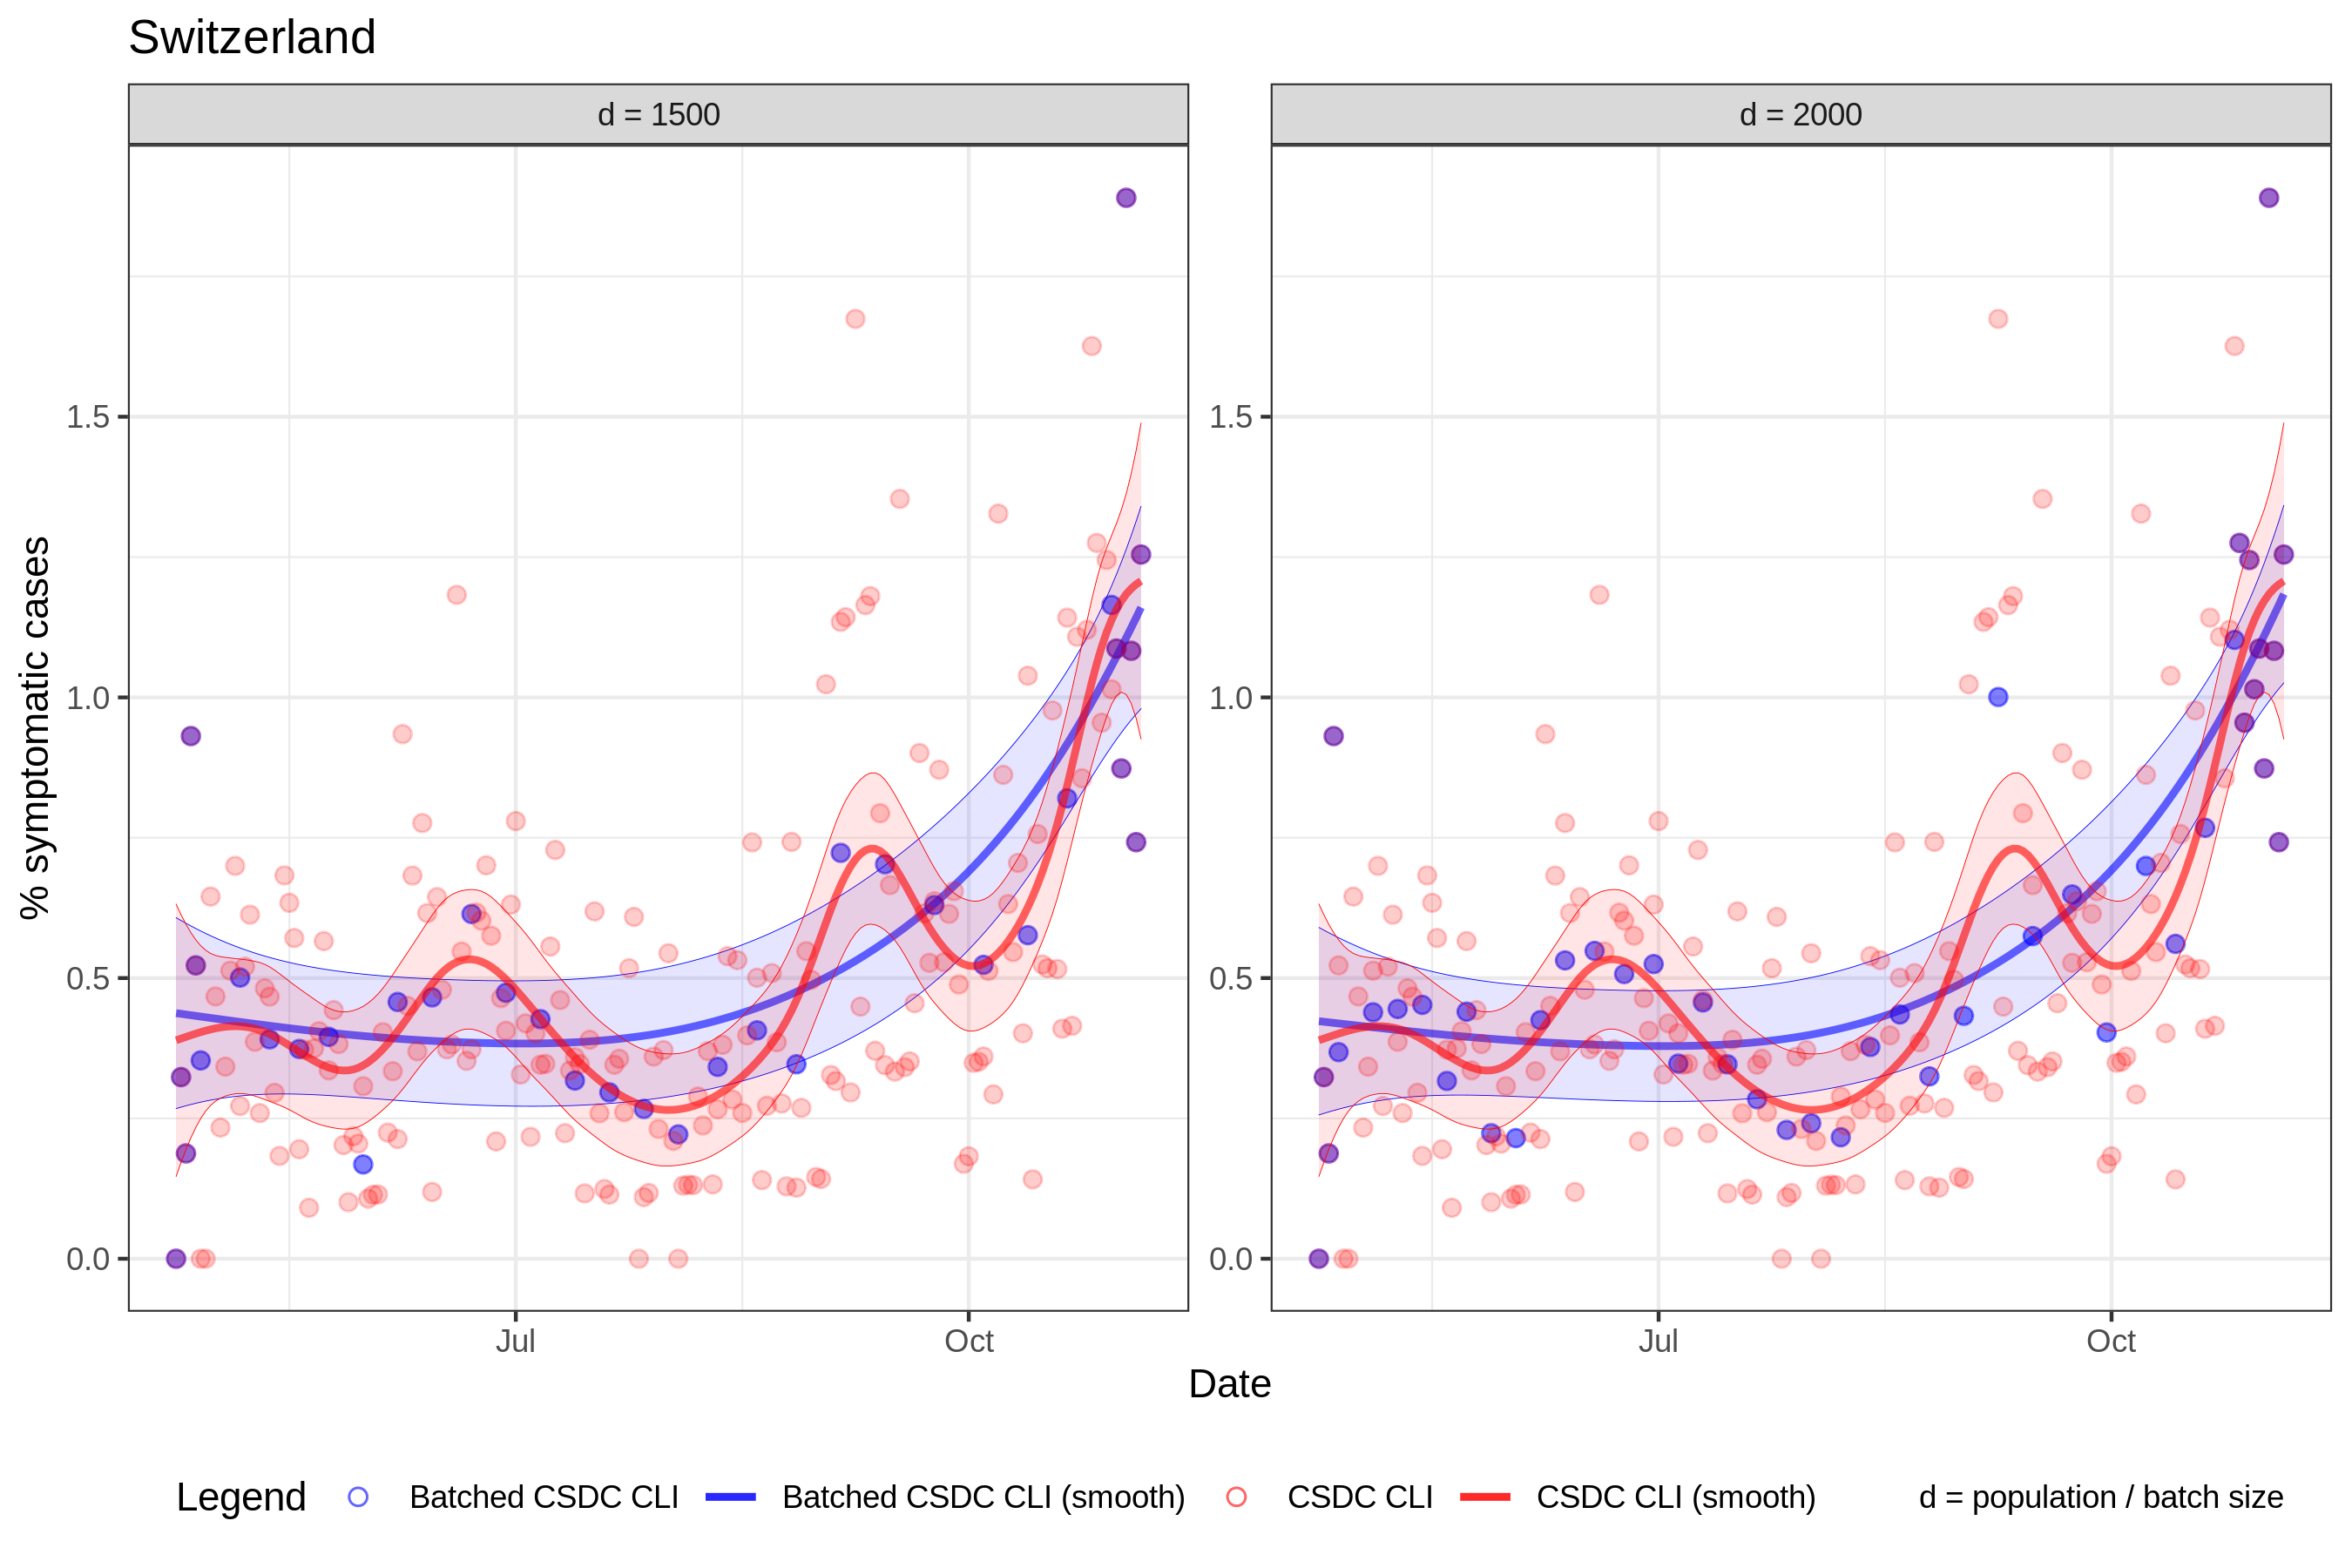 Switzerland
d = 1500
d = 2000
% symptomatic cases
1.5
1.0
0.5
0.0
1.5
1.0
0.5
0.0
Jul
Oct
Jul
Oct
Date
Legend
Batched CSDC CLI
Batched CSDC CLI (smooth)
CSDC CLI
CSDC CLI (smooth)
d = population / batch size